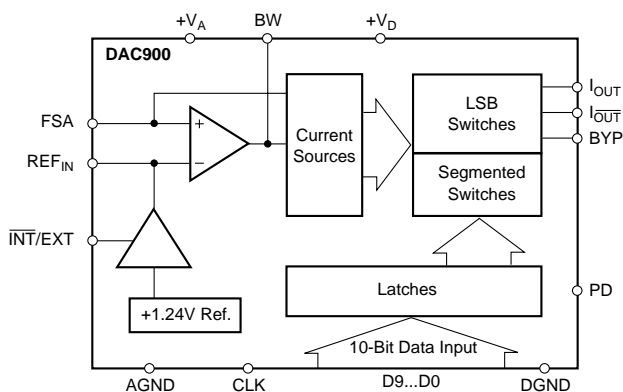 +VA
BW
+VD
DAC900
FSA
+
REFIN
−
INT/EXT
+1.24V Ref.
Current
Sources
LSB
Switches
Segmented
Switches
IOUT
IOUT
BYP
Latches
PD
10-Bit Data Input
AGND
CLK
D9...D0
DGND